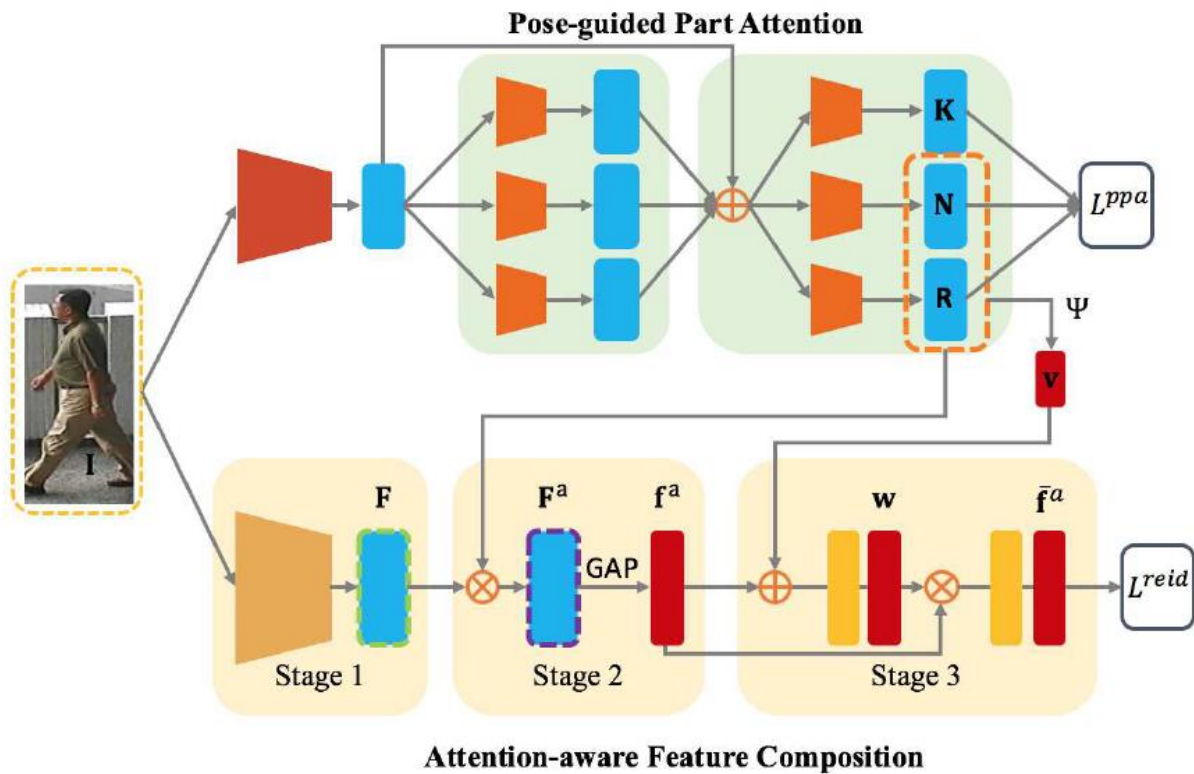 Pose-guided Part Attention
K
N
R
L^{ppa}
Ψ
v
I
F
F^a
f^a
GAP
w
f̄^a
L^{reid}
Stage 1
Stage 2
Stage 3
Attention-aware Feature Composition